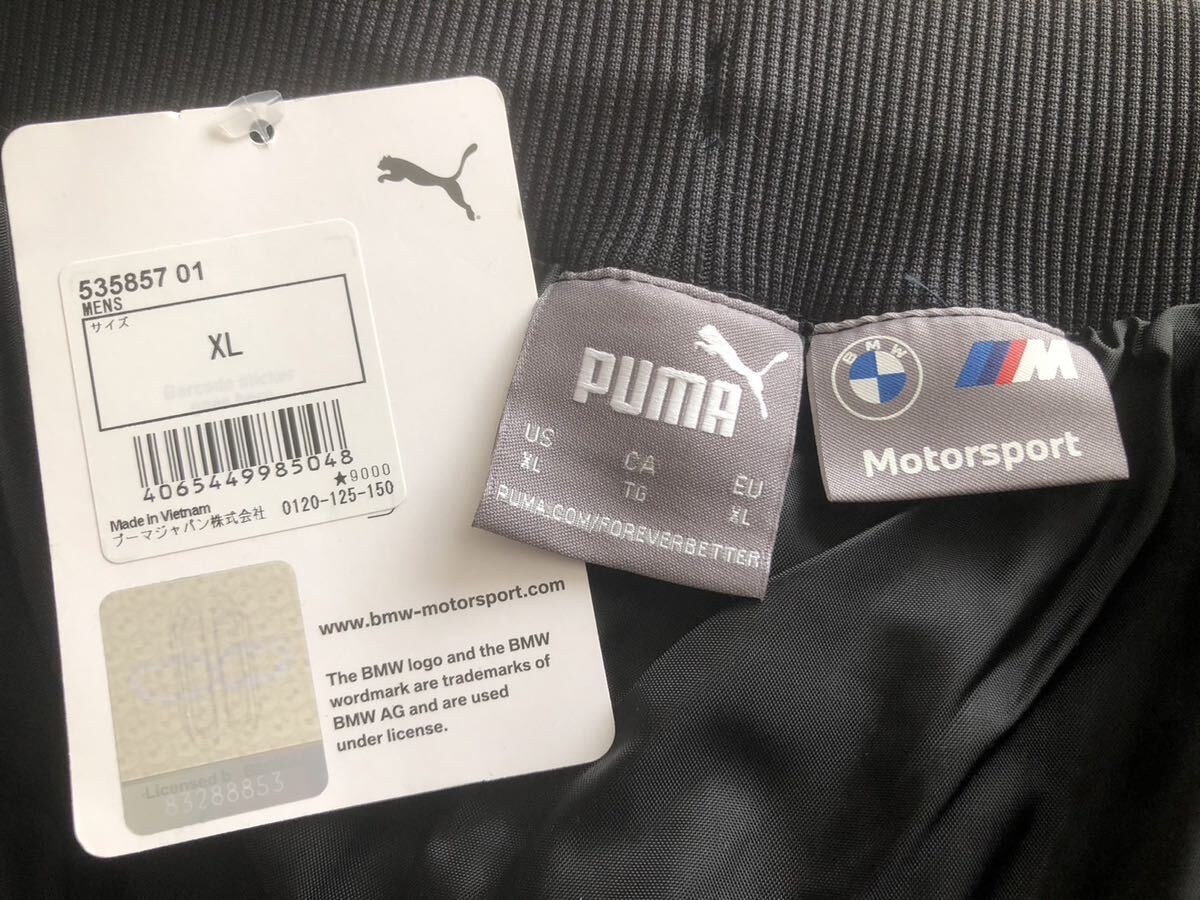 535857 01
MENS
サイズ
XL
Barcode sticker
4065449985048
★9000
Made in Vietnam
プーマジャパン株式会社 0120-125-150
www.bmw-motorsport.com
The BMW logo and the BMW
wordmark are trademarks of
BMW AG and are used
under license.
Licensed
83288853
PUMA
US CA EU
XL TG XL
PUMA.COM/FOREVERBETTER
BMW
M
Motorsport